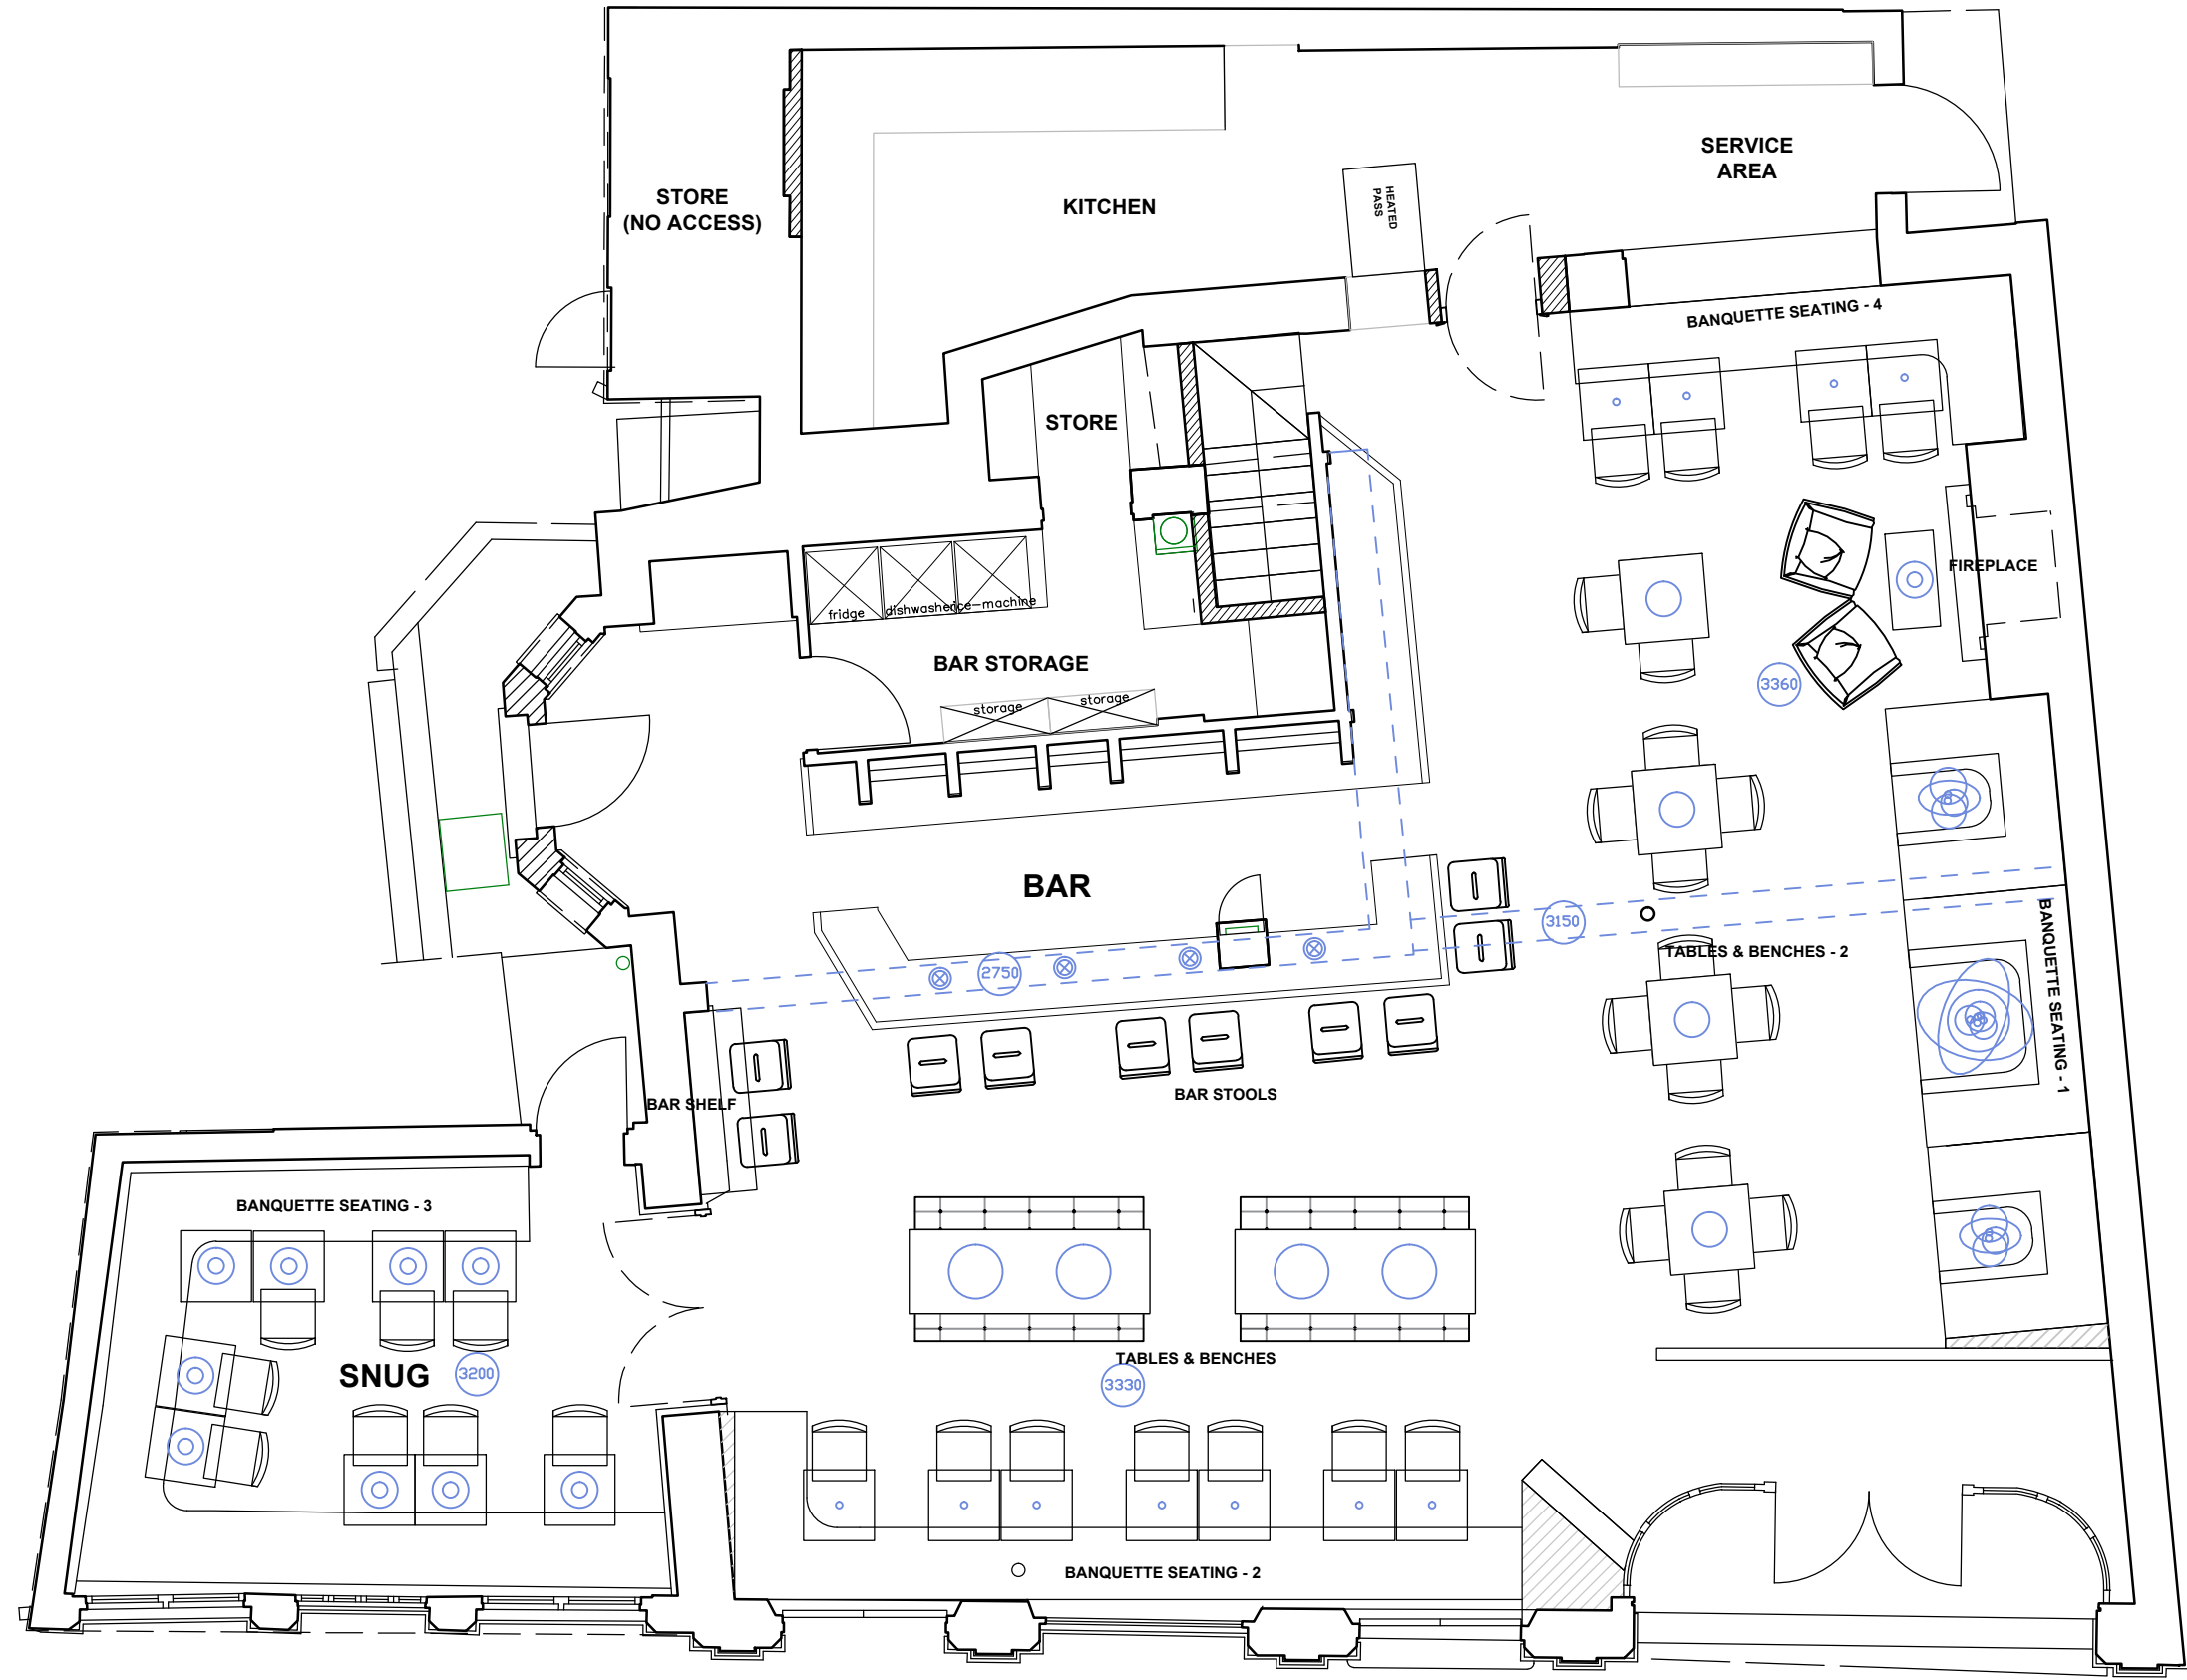 SERVICE
AREA
STORE
(NO ACCESS)
KITCHEN
HEATED
PASS
BANQUETTE SEATING - 4
STORE
FIREPLACE
fridge
dishwasher
ice-machine
BAR STORAGE
storage
storage
3360
BAR
3150
TABLES & BENCHES - 2
BANQUETTE SEATING - 1
2750
BAR STOOLS
BAR SHELF
BANQUETTE SEATING - 3
SNUG
3200
TABLES & BENCHES
3330
BANQUETTE SEATING - 2